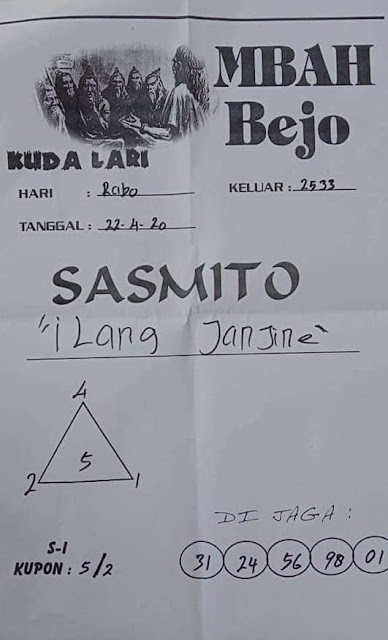 MBAH
Bejo
KUDA LARI
HARI : Rabo
KELUAR : 2533
TANGGAL : 22-4-20
SASMITO
"iLang Janjine"
4
5
2 1
DI JAGA :
S-I
KUPON : 5/2
31 24 56 98 01